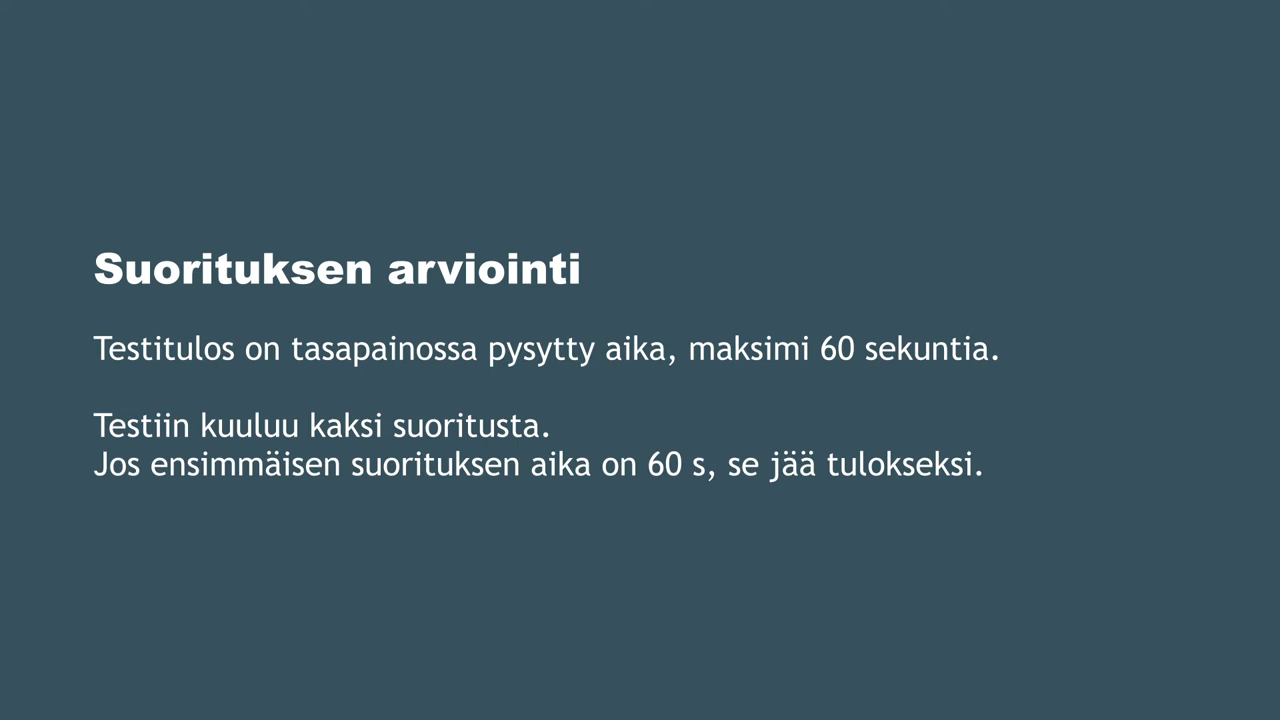 Suorituksen arviointi
Testitulos on tasapainossa pysytty aika, maksimi 60 sekuntia.
Testiin kuuluu kaksi suoritusta.
Jos ensimmäisen suorituksen aika on 60 s, se jää tulokseksi.